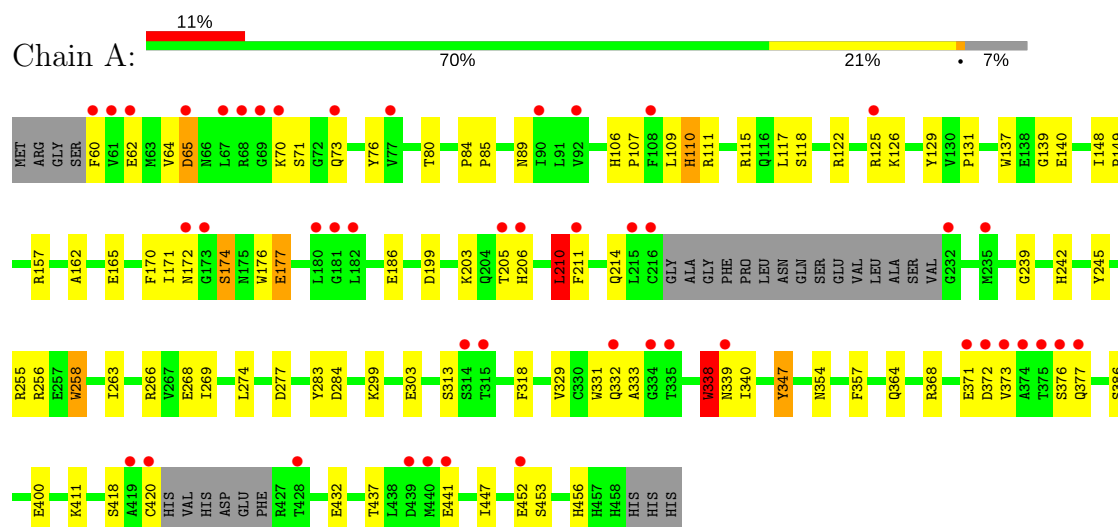 11%
Chain A:
70% 21% • 7%
MET ARG GLY SER F60 V61 E62 M63 V64 D65 N66 L67 R68 G69 K70 S71 G72 Q73 Y76 V77 T80 P84 P85 N89 I90 L91 V92 H106 P107 F108 L109 H110 R111 R115 Q116 L117 S118 R122 R125 K126 Y129 V130 P131 W137 E138 G139 E140 I148
R157 A162 E165 F170 I171 N172 G173 S174 N175 W176 E177 L180 G181 L182 E186 D199 K203 Q204 T205 H206 L210 F211 Q214 L215 C216 GLY ALA GLY PHE PRO LEU ASN GLN SER GLU VAL LEU ALA SER VAL G232 M235 G239 H242 Y245
R255 R256 E257 W258 I263 R266 V267 E268 I269 L274 D277 Y283 D284 K299 E303 S313 S314 T315 F318 V329 C330 W331 Q332 A333 G334 T335 W338 N339 I340 Y347 N354 F357 Q364 R368 E371 D372 V373 A374 T375 S376 Q377 S386
E400 K411 S418 A419 C420 HIS VAL HIS ASP GLU PHE R427 T428 E432 T437 L438 D439 M440 E441 I447 E452 S453 H456 H457 H458 HIS HIS HIS